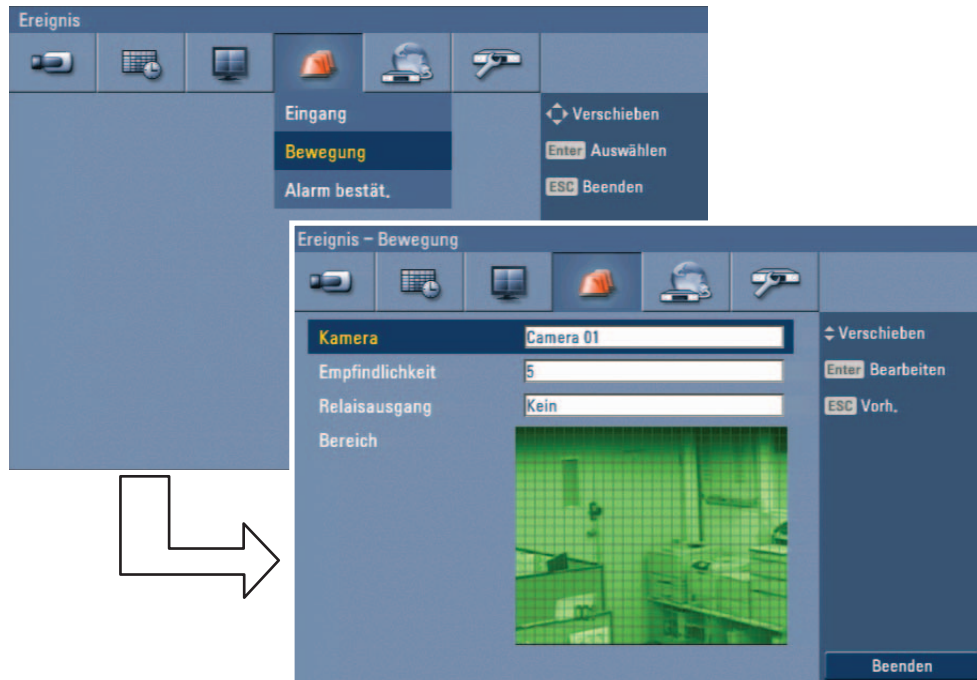 Ereignis
Eingang
Bewegung
Alarm bestät.
Verschieben
Enter Auswählen
ESC Beenden
Ereignis – Bewegung
Kamera Camera 01
Empfindlichkeit 5
Relaisausgang Kein
Bereich
Verschieben
Enter Bearbeiten
ESC Vorh.
Beenden